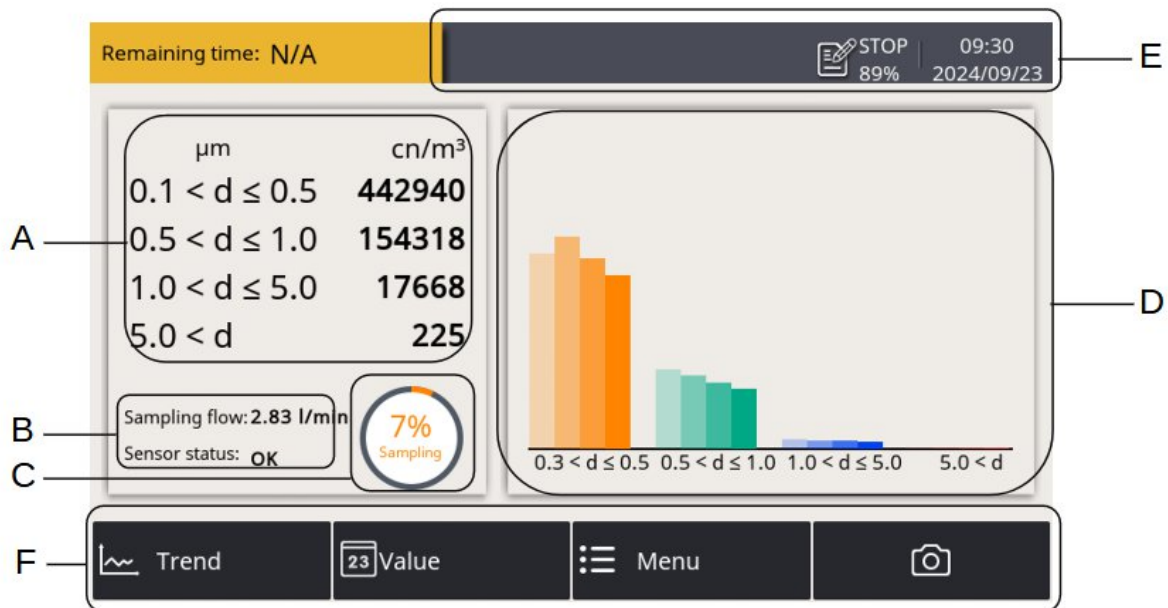 Remaining time: N/A
STOP 09:30
89% 2024/09/23
E
µm cn/m³
0.1 < d ≤ 0.5 442940
A
0.5 < d ≤ 1.0 154318
1.0 < d ≤ 5.0 17668
5.0 < d 225
D
B
Sampling flow: 2.83 l/min
Sensor status: OK
C
7%
Sampling
0.3 < d ≤ 0.5 0.5 < d ≤ 1.0 1.0 < d ≤ 5.0 5.0 < d
F
Trend 23 Value Menu